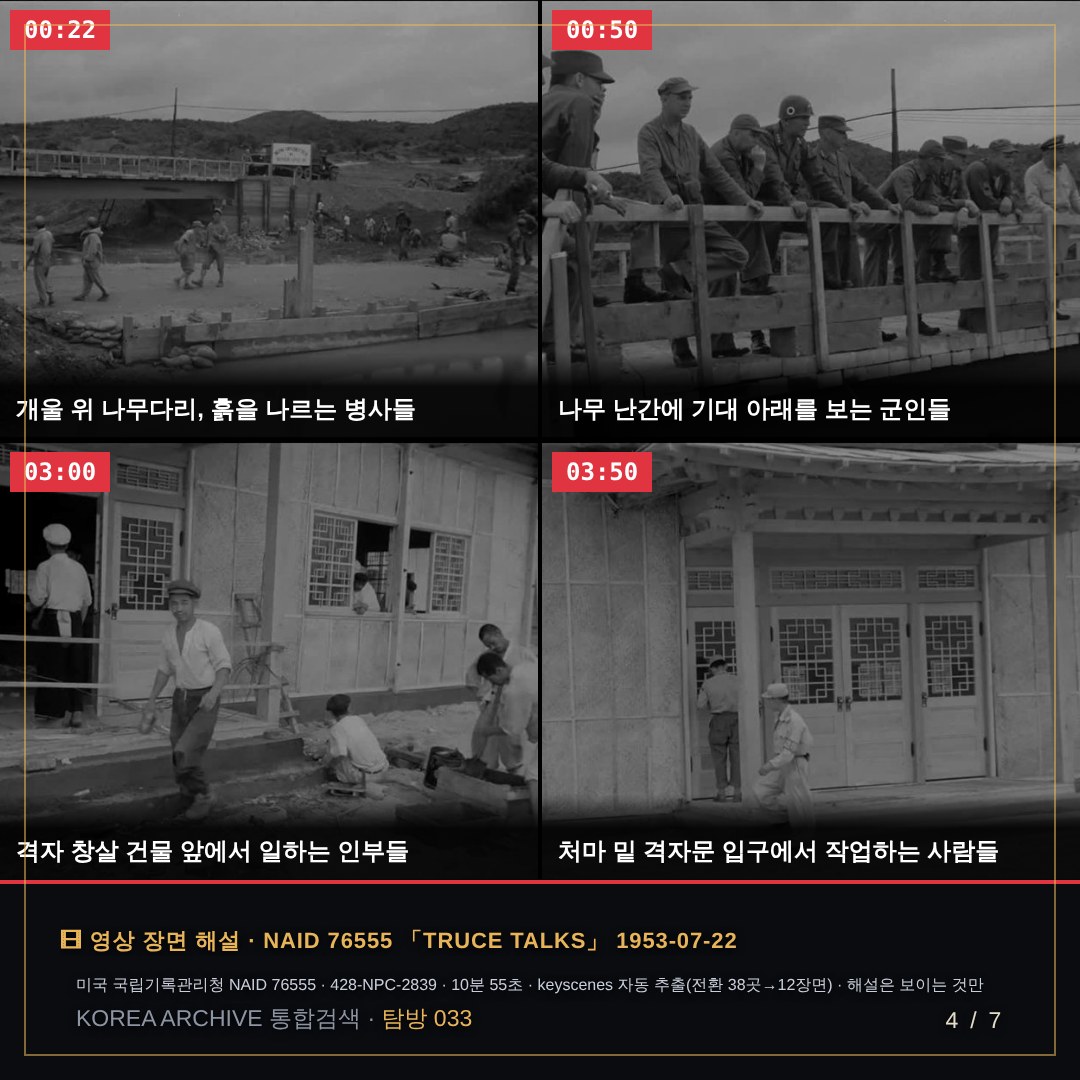 00:22
00:50
개울 위 나무다리, 흙을 나르는 병사들
나무 난간에 기대 아래를 보는 군인들
03:00
03:50
격자 창살 건물 앞에서 일하는 인부들
처마 밑 격자문 입구에서 작업하는 사람들
영상 장면 해설 · NAID 76555 「TRUCE TALKS」 1953-07-22
미국 국립기록관리청 NAID 76555 · 428-NPC-2839 · 10분 55초 · keyscenes 자동 추출(전환 38곳→12장면) · 해설은 보이는 것만
KOREA ARCHIVE 통합검색 · 탐방 033
4 / 7